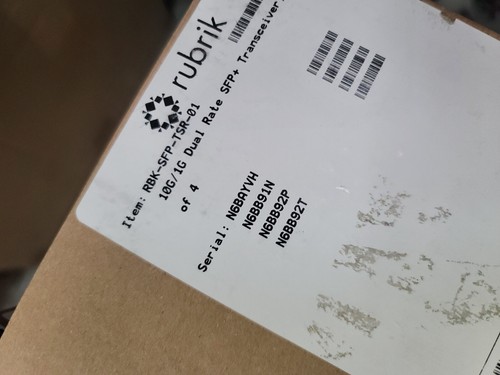 rubrik
Item: RBK-SFP-TSR-01
10G/1G Dual Rate SFP+ Transceiver
of 4
Serial: N6BAYVH
N6BB91N
N6BB92P
N6BB92T